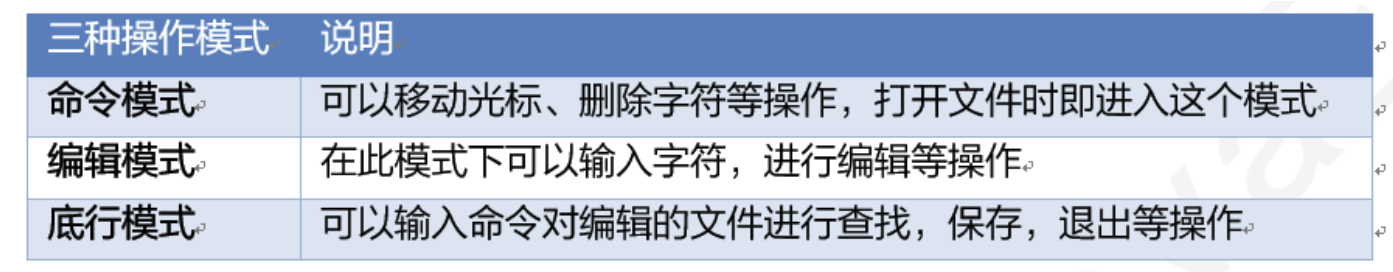 三种操作模式 说明
命令模式 可以移动光标、删除字符等操作，打开文件时即进入这个模式
编辑模式 在此模式下可以输入字符，进行编辑等操作
底行模式 可以输入命令对编辑的文件进行查找，保存，退出等操作